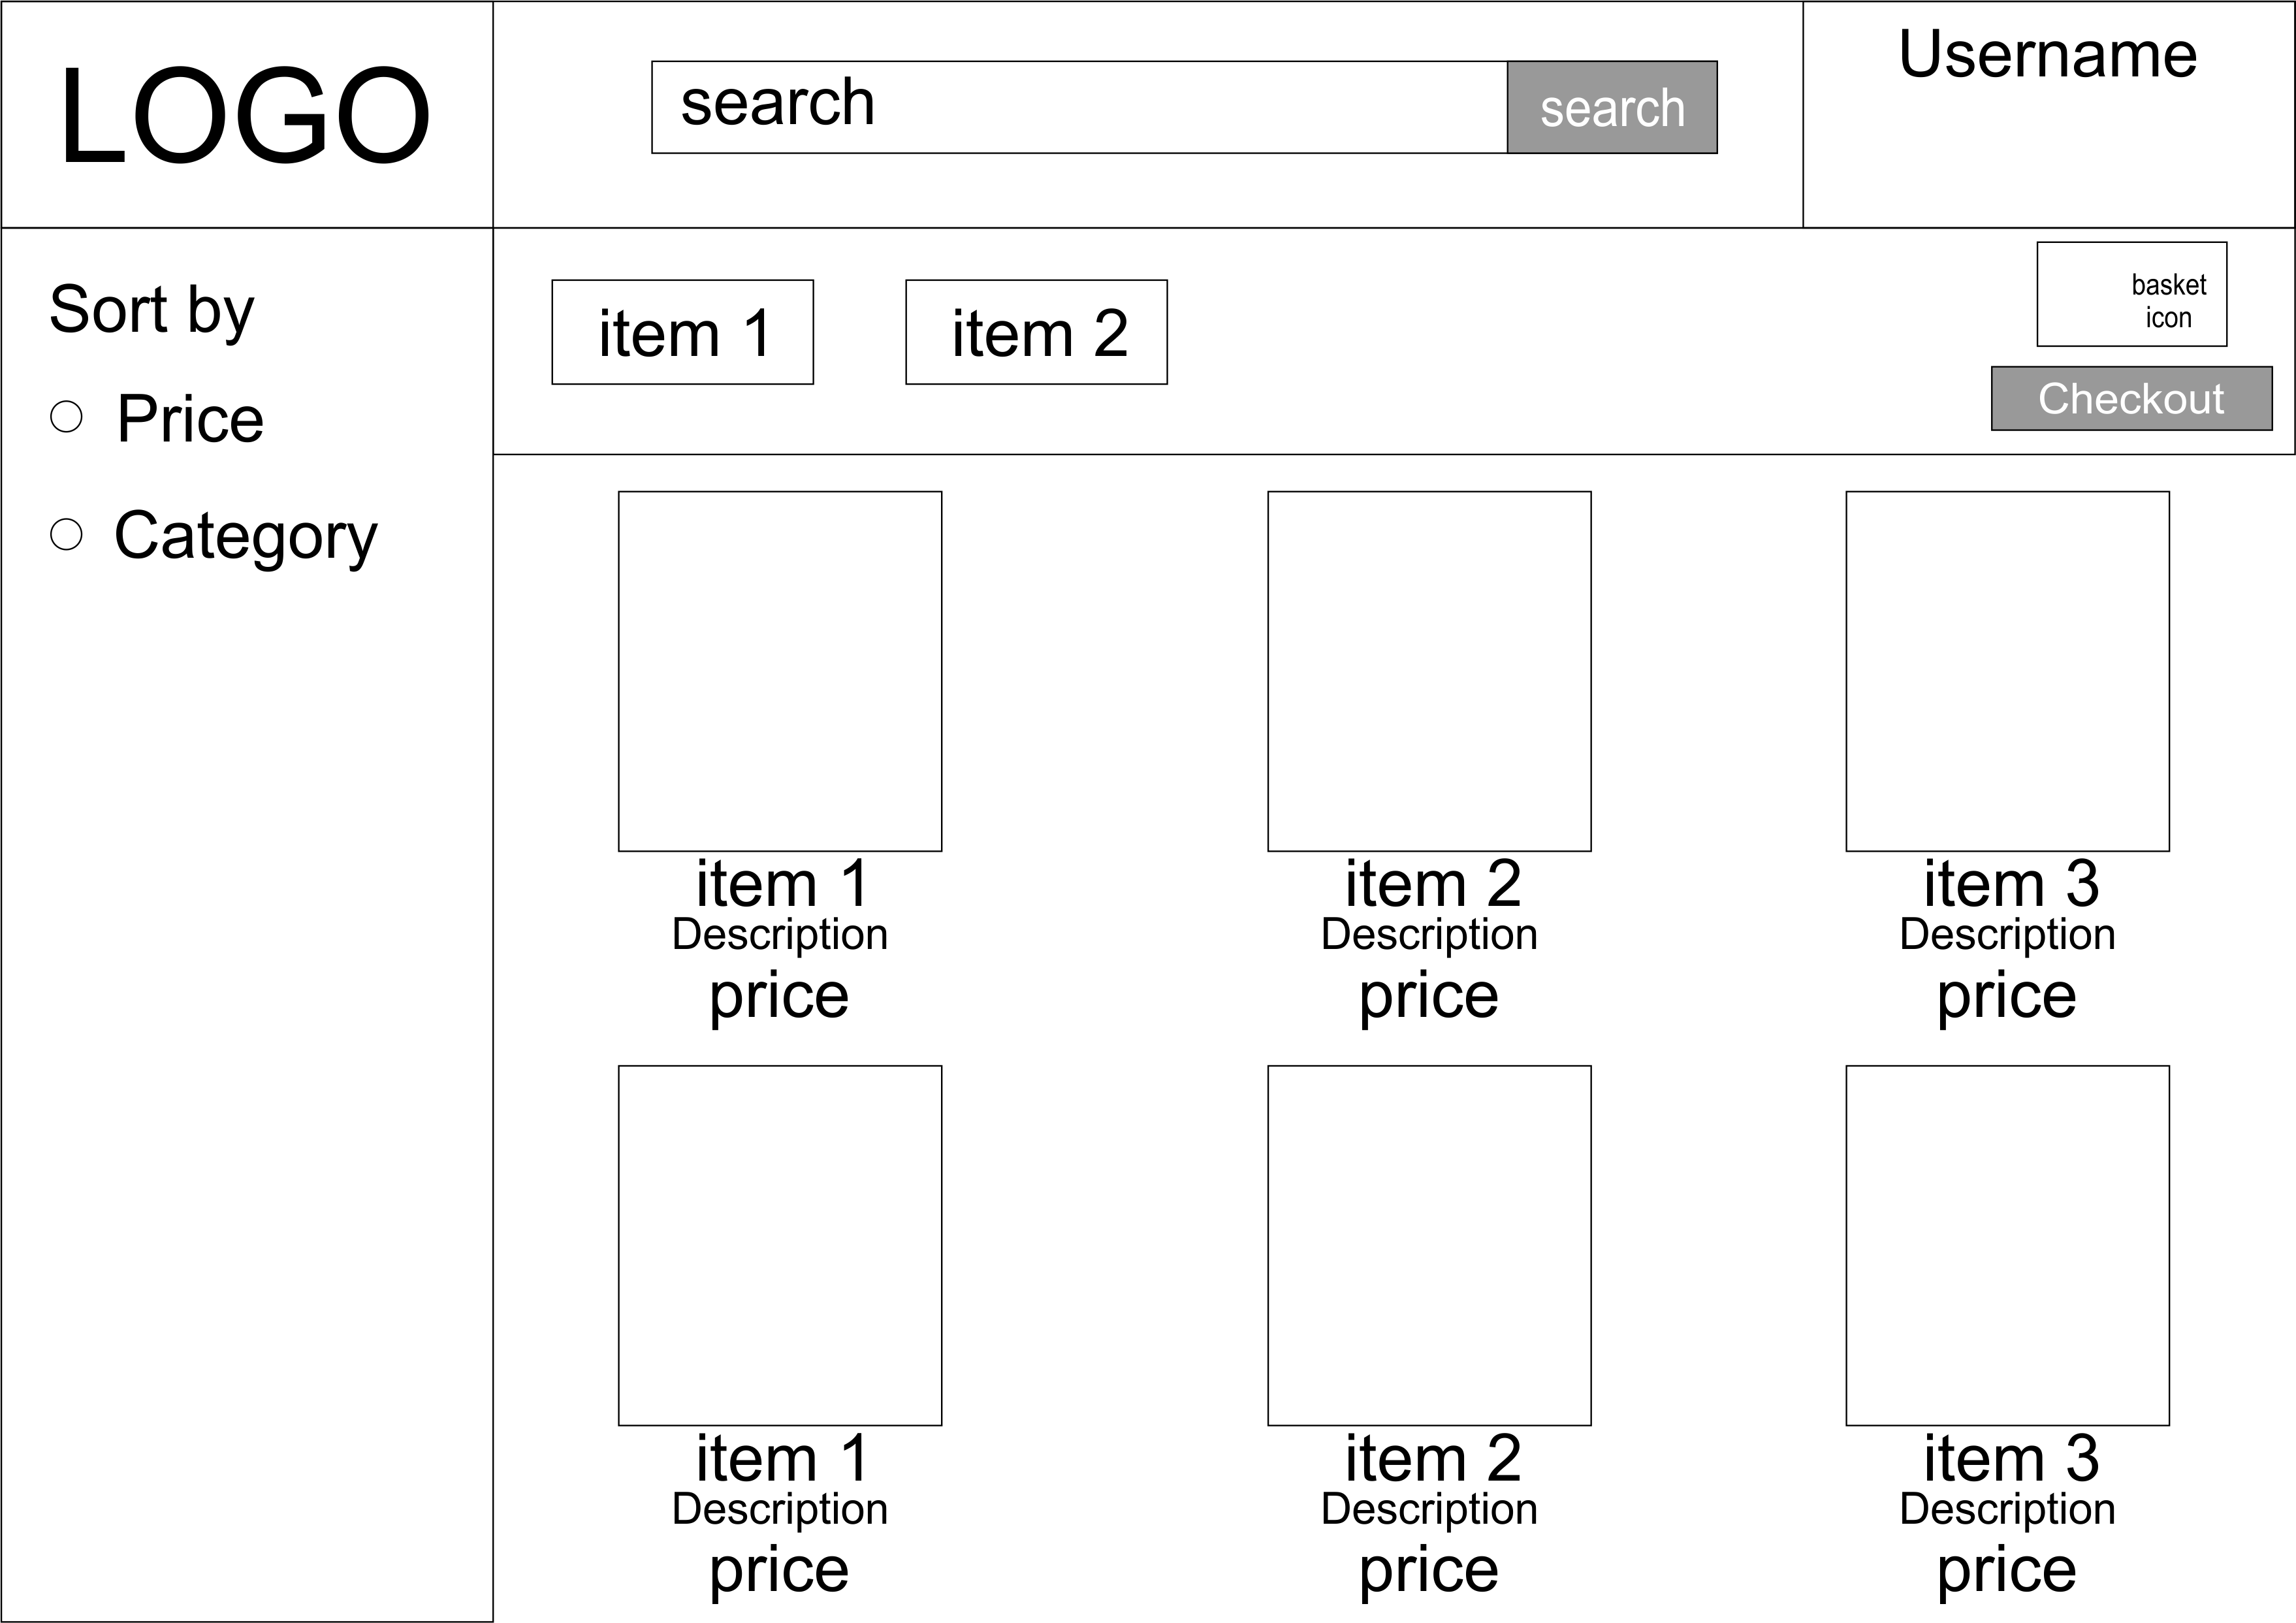 LOGO
search
search
Username
Sort by
Price
Category
item 1
item 2
basket
icon
Checkout
item 1
Description
price
item 2
Description
price
item 3
Description
price
item 1
Description
price
item 2
Description
price
item 3
Description
price